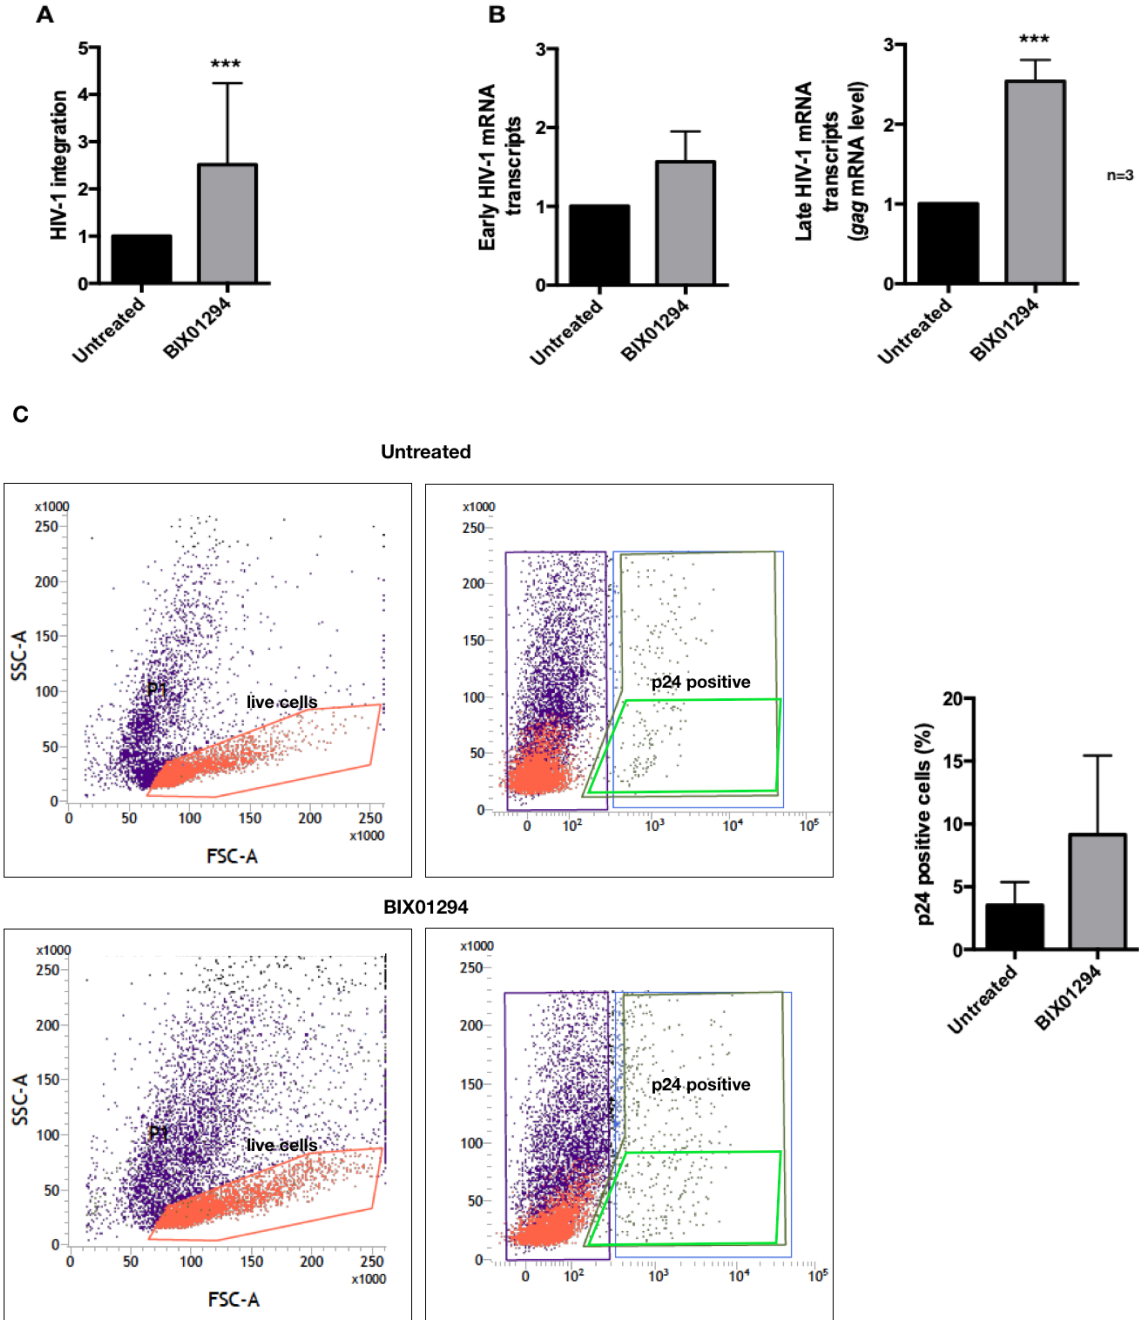 A
HIV-1 integration
5
4
3
2
1
0
***
Untreated
BIX01294
B
Early HIV-1 mRNA
transcripts
3
2
1
0
Untreated
BIX01294
Late HIV-1 mRNA
transcripts
(gag mRNA level)
3
2
1
0
***
Untreated
BIX01294
n=3
C
Untreated
x1000
250
200
150
100
50
0
SSC-A
P1
live cells
0 50 100 150 200 250
x1000
FSC-A
x1000
250
200
150
100
50
0
p24 positive
0 10² 10³ 10⁴ 10⁵
BIX01294
x1000
250
200
150
100
50
0
SSC-A
P1
live cells
0 50 100 150 200 250
x1000
FSC-A
x1000
250
200
150
100
50
0
p24 positive
0 10² 10³ 10⁴ 10⁵
p24 positive cells (%)
20
15
10
5
0
Untreated
BIX01294